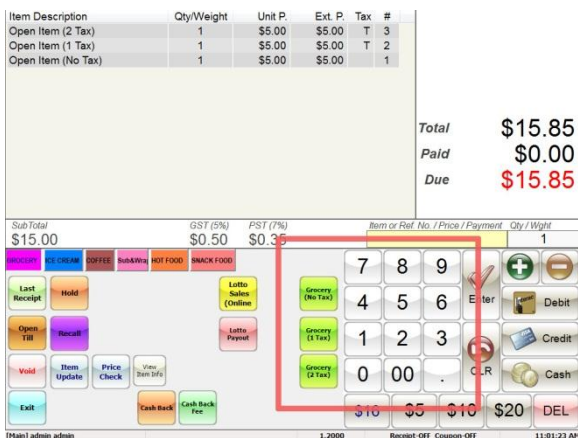 Item Description Qty/Weight Unit P. Ext. P. Tax #
Open Item (2 Tax) 1 $5.00 $5.00 T 3
Open Item (1 Tax) 1 $5.00 $5.00 T 2
Open Item (No Tax) 1 $5.00 $5.00 1
Total $15.85
Paid $0.00
Due $15.85
SubTotal GST (5%) PST (7%) Item or Ref. No. / Price / Payment Qty / Wght
$15.00 $0.50 $0.35 1
GROCERY ICE CREAM COFFEE Sub&Wrap HOT FOOD SNACK FOOD
7 8 9
Last Receipt Hold Lotto Sales (Online Grocery (No Tax) 4 5 6 Enter Debit
Open Till Recall Lotto Payout Grocery (1 Tax) 1 2 3 Credit
Void Item Update Price Check View Item Info Grocery (2 Tax) 0 00 . CLR Cash
Exit Cash Back Cash Back Fee $5 $10 $20 DEL
[Main] admin admin 1.2000 Receipt-OFF Coupon-OFF 11:01:23 AM